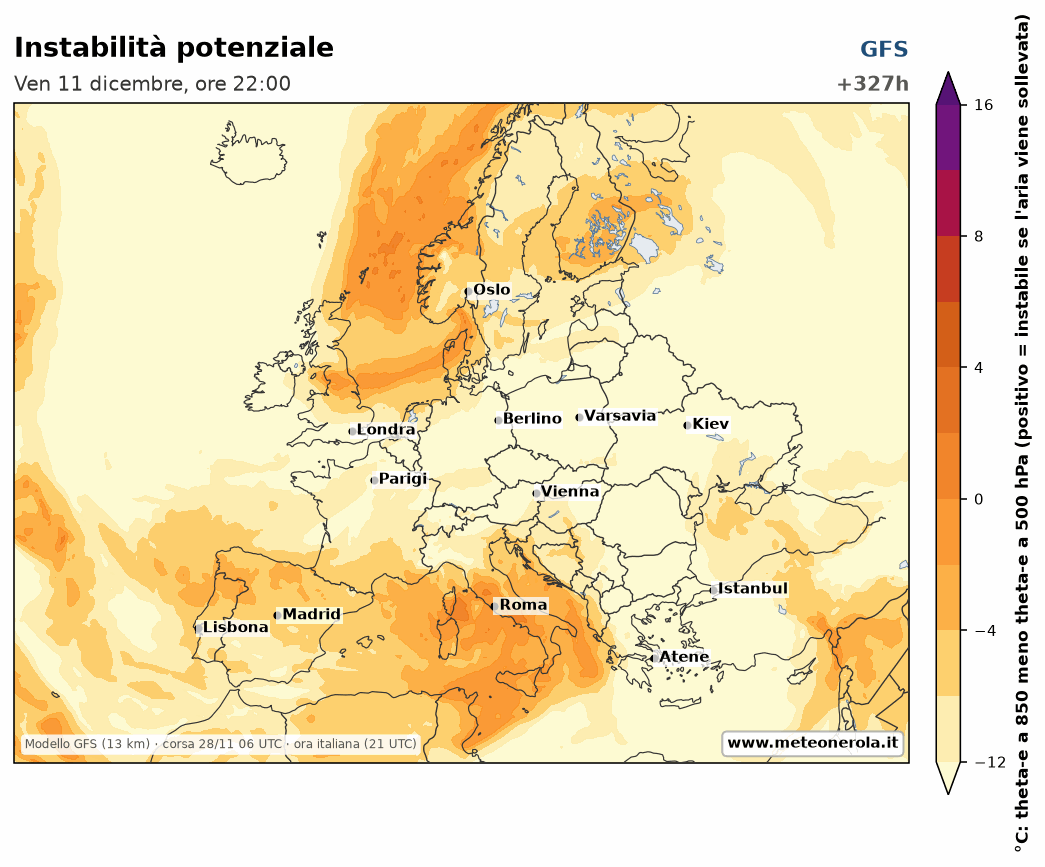 Instabilità potenziale
GFS
Ven 11 dicembre, ore 22:00
+327h
Oslo
Berlino
Varsavia
Kiev
Londra
Parigi
Vienna
Istanbul
Roma
Madrid
Lisbona
Atene
Modello GFS (13 km) · corsa 28/11 06 UTC · ora italiana (21 UTC)
www.meteonerola.it
16
8
4
0
−4
−12
°C: theta-e a 850 meno theta-e a 500 hPa (positivo = instabile se l'aria viene sollevata)